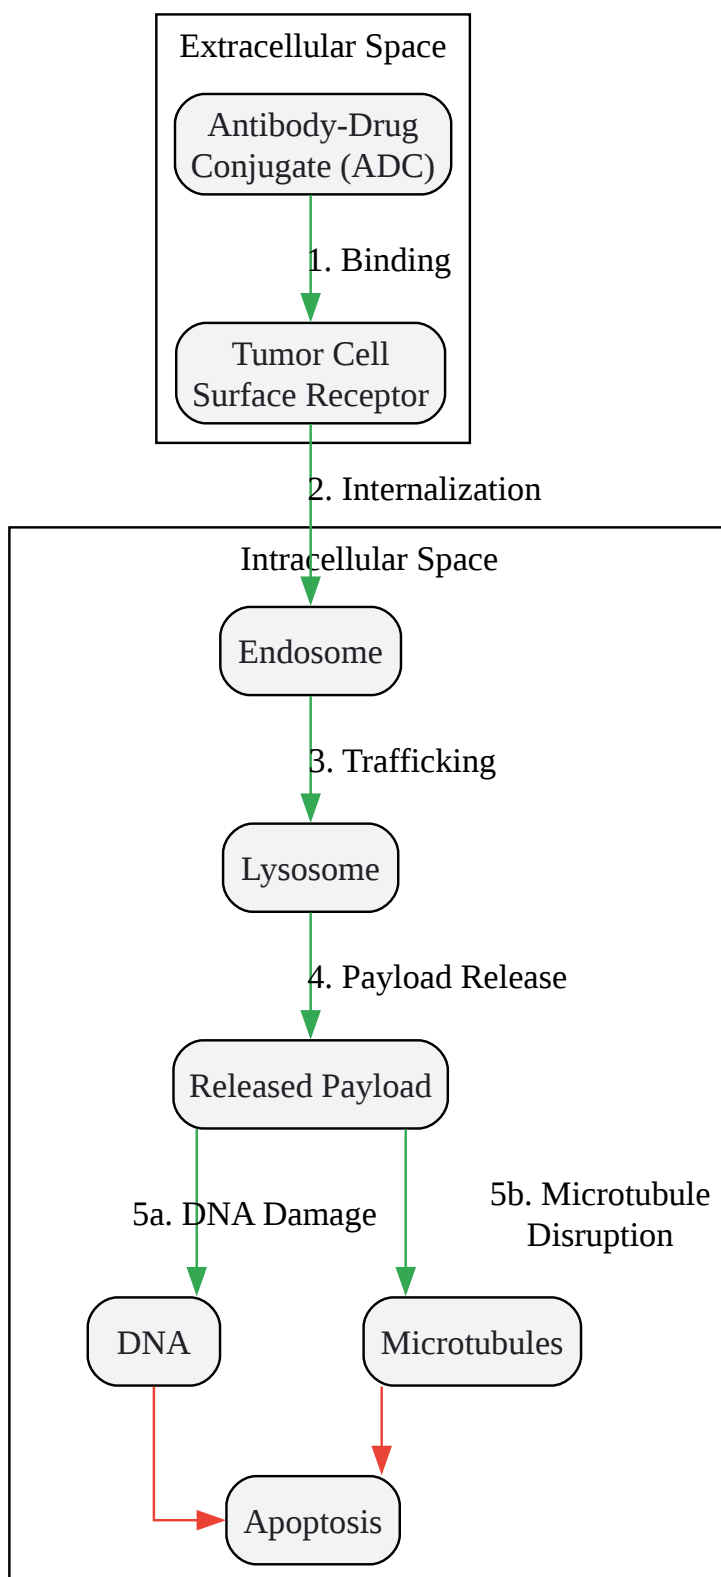 Extracellular Space
Antibody-Drug
Conjugate (ADC)
1. Binding
Tumor Cell
Surface Receptor
2. Internalization
Intracellular Space
Endosome
3. Trafficking
Lysosome
4. Payload Release
Released Payload
5a. DNA Damage
5b. Microtubule
Disruption
DNA
Microtubules
Apoptosis